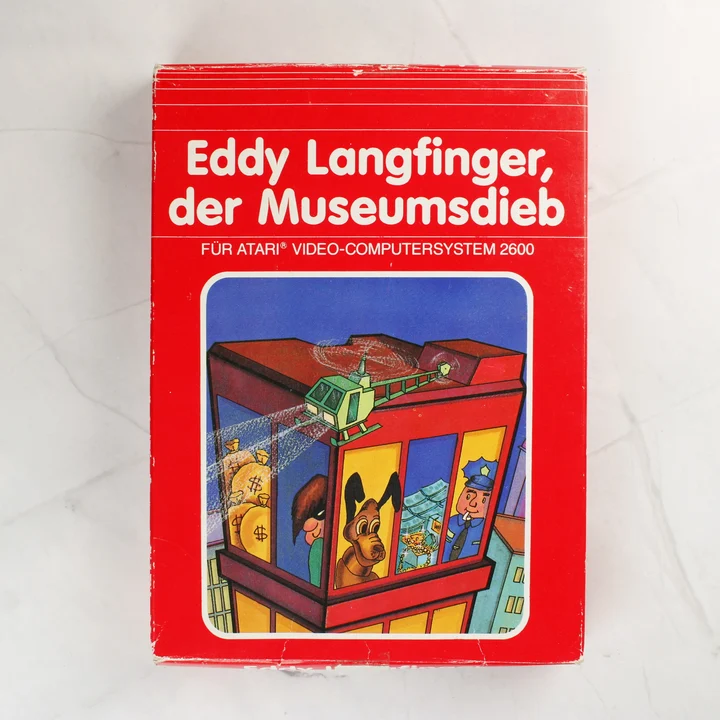 Eddy Langfinger,
der Museumsdieb
FÜR ATARI® VIDEO-COMPUTERSYSTEM 2600
$
$
$